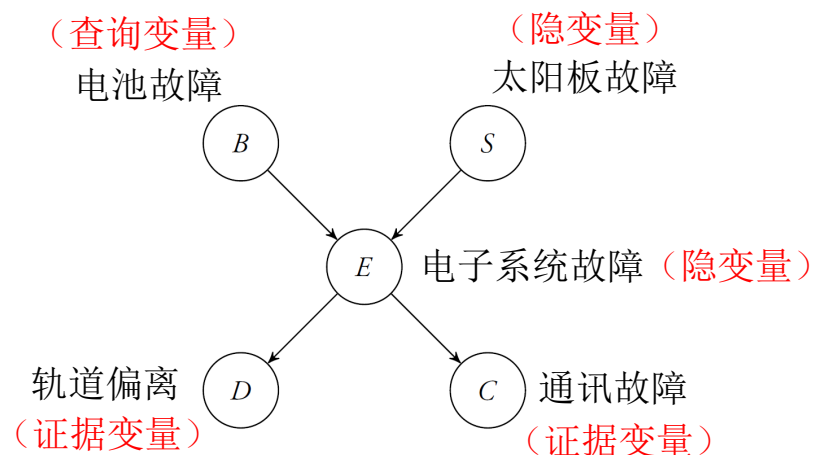 （查询变量）
（隐变量）
电池故障
太阳板故障
B
S
E
电子系统故障（隐变量）
轨道偏离
D
C
通讯故障
（证据变量）
（证据变量）